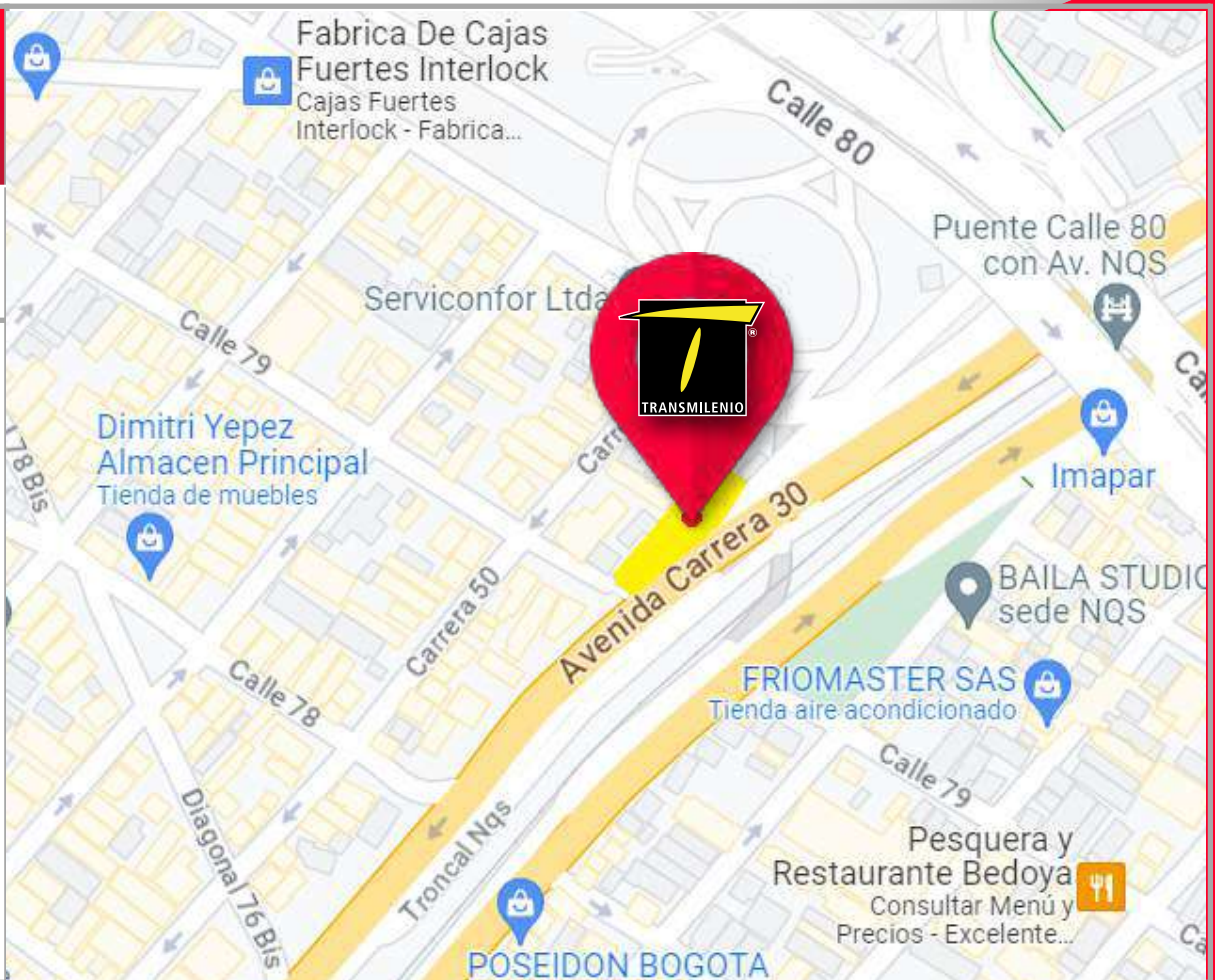 Fabrica De Cajas
Fuertes Interlock
Cajas Fuertes
Interlock - Fabrica...
Calle 80
Puente Calle 80
con Av. NQS
Serviconfor Ltda
Calle 79
TRANSMILENIO
®
Dimitri Yepez
Almacen Principal
Tienda de muebles
78 Bis
Carr
Imapar
Avenida Carrera 30
Carrera 50
BAILA STUDIO
sede NQS
Calle 78
FRIOMASTER SAS
Tienda aire acondicionado
Calle 79
Diagonal 76 Bis
Troncal Nqs
Pesquera y
Restaurante Bedoya
Consultar Menú y
Precios - Excelente...
POSEIDON BOGOTA